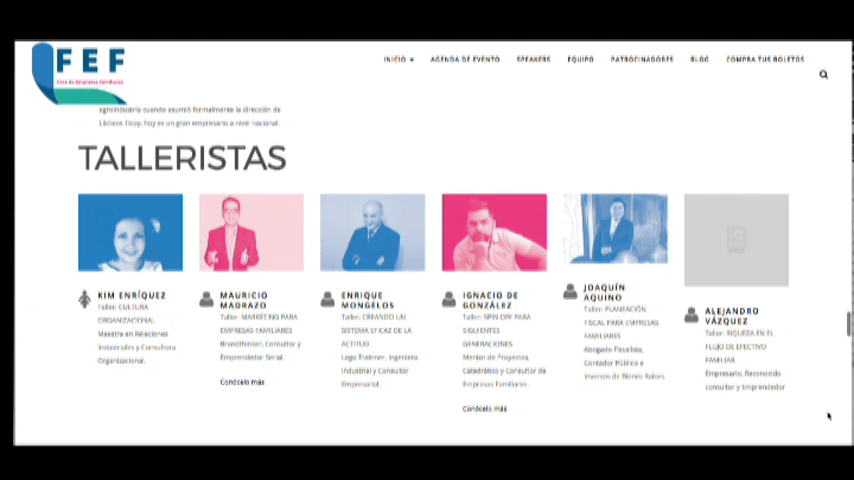 FEF
Foro de Empresas Familiares
INICIO
AGENDA DE EVENTO
SPEAKERS
EQUIPO
PATROCINADORES
BLOG
COMPRA TUS BOLETOS
agroindustria cuando asumió formalmente la dirección de
Lácteos Ticoy, hoy es un gran empresario a nivel nacional.
TALLERISTAS
KIM ENRÍQUEZ
Taller: CULTURA
ORGANIZACIONAL
Maestra en Relaciones
Industriales y Consultora
Organizacional.
MAURICIO
MADRAZO
Taller: MARKETING PARA
EMPRESAS FAMILIARES
Brandthinker, Consultor y
Emprendedor Serial.
Conócelo más
ENRIQUE
MONGELOS
Taller: CREANDO UN
SISTEMA EFICAZ DE LA
ACTITUD
Lego Trainner, Ingeniero
Industrial y Consultor
Empresarial.
IGNACIO DE
GONZÁLEZ
Taller: SPIN OFF PARA
SIGUIENTES
GENERACIONES
Mentor de Proyectos,
Catedrático y Consultor de
Empresas Familiares.
Conócelo más
JOAQUÍN
AQUINO
Taller: PLANEACIÓN
FISCAL PARA EMPRESAS
FAMILIARES
Abogado Fiscalista,
Contador Público e
Inversos de Bienes Raíces.
ALEJANDRO
VÁZQUEZ
Taller: RIQUEZA EN EL
FLUJO DE EFECTIVO
FAMILIAR.
Empresario, Reconocido
consultor y Emprendedor